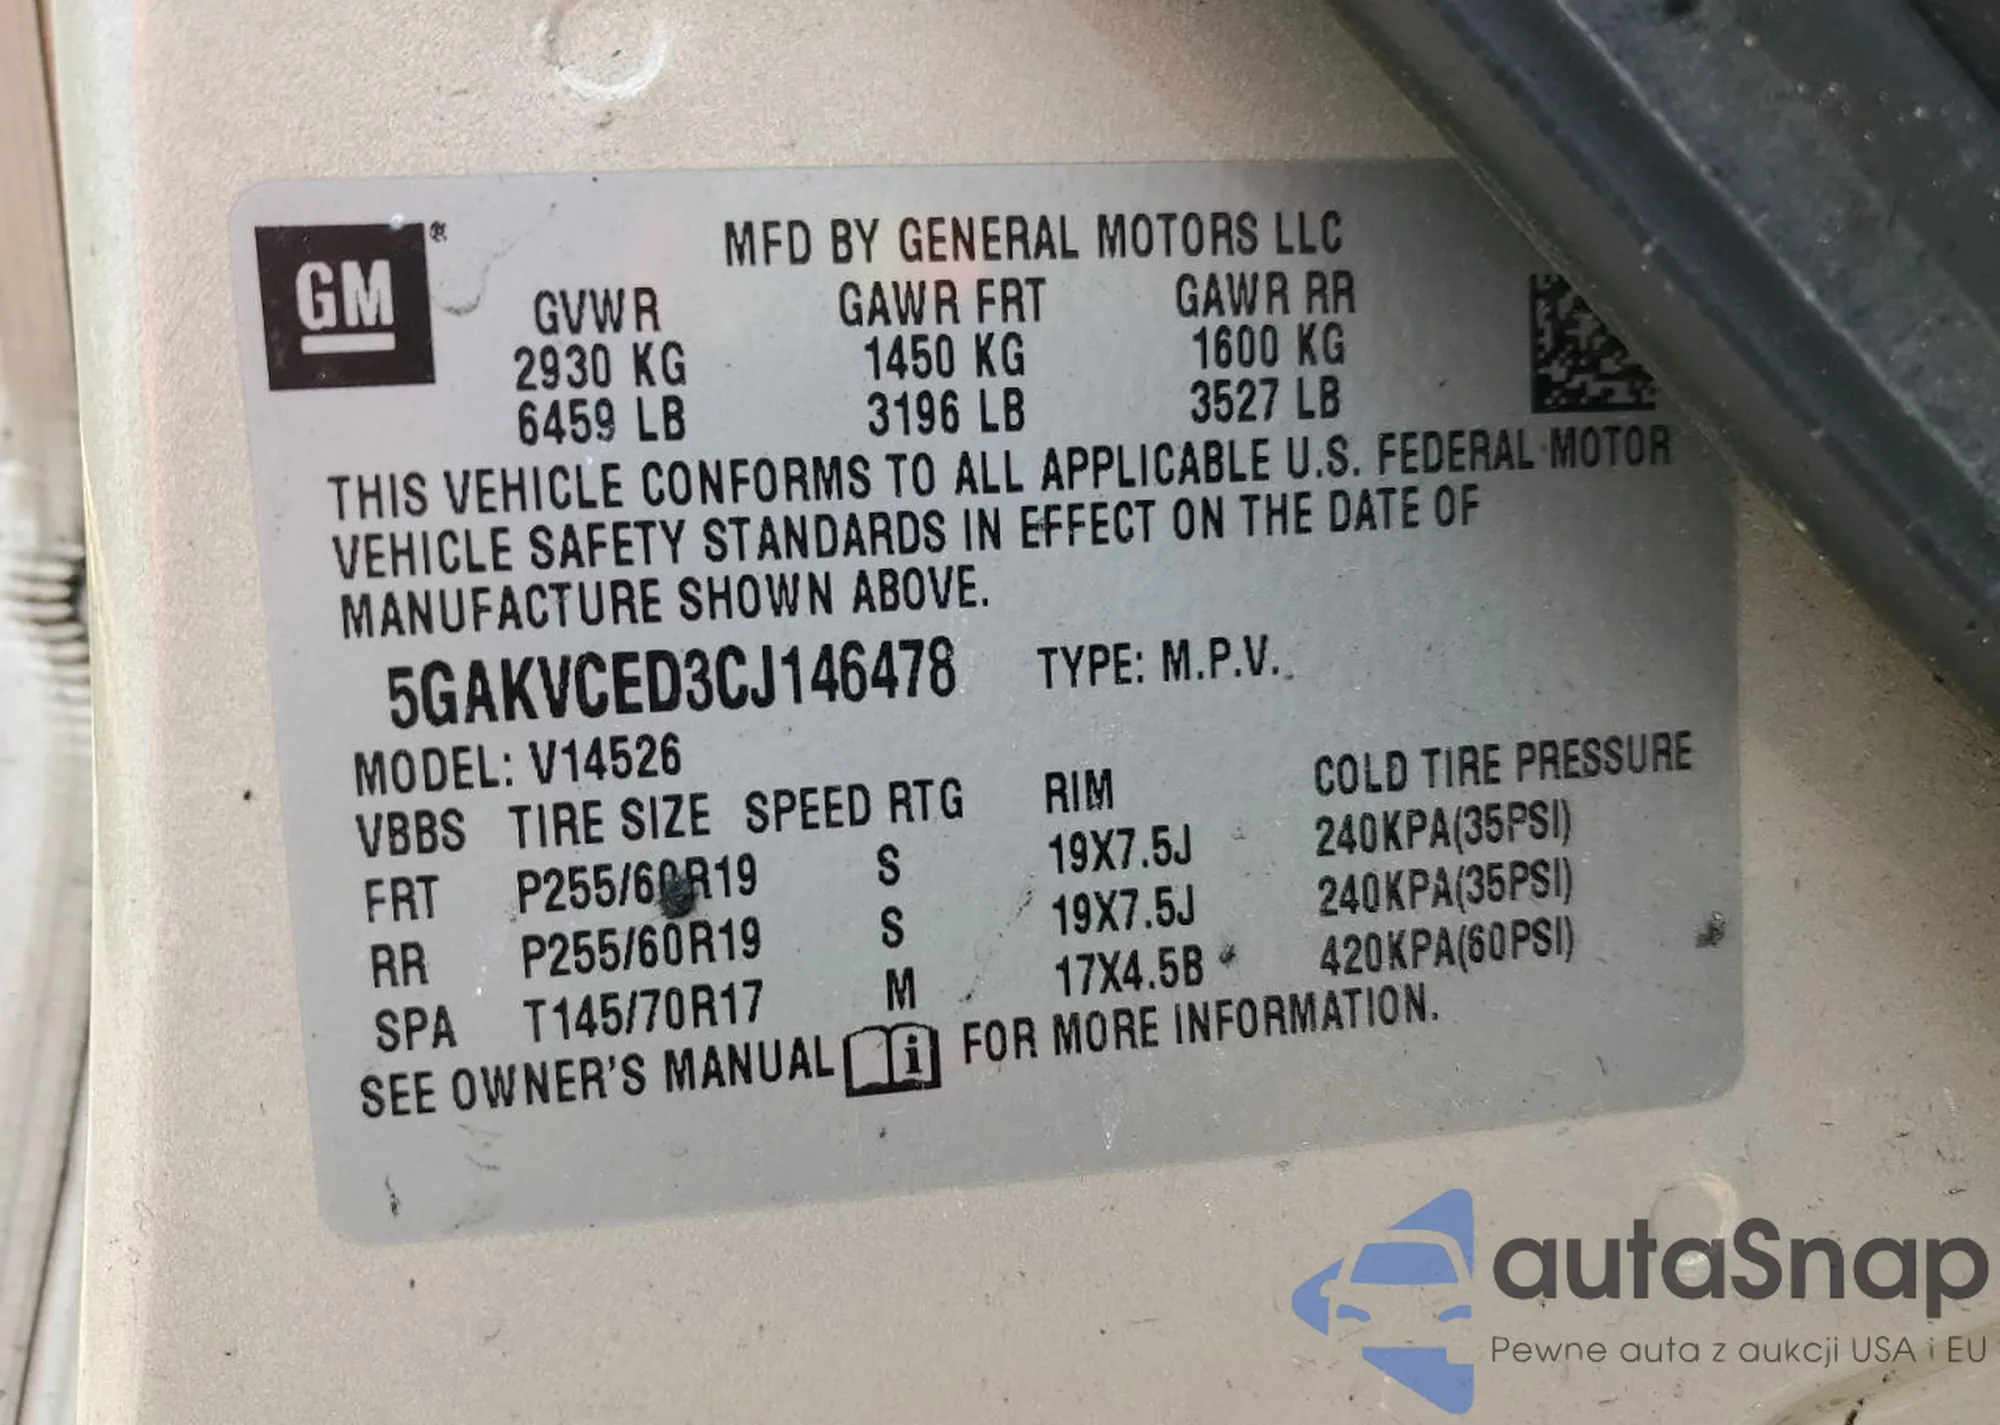 GM®
MFD BY GENERAL MOTORS LLC
GVWR GAWR FRT GAWR RR
2930 KG 1450 KG 1600 KG
6459 LB 3196 LB 3527 LB
THIS VEHICLE CONFORMS TO ALL APPLICABLE U.S. FEDERAL MOTOR
VEHICLE SAFETY STANDARDS IN EFFECT ON THE DATE OF
MANUFACTURE SHOWN ABOVE.
5GAKVCED3CJ146478 TYPE: M.P.V.
MODEL: V14526
VBBS TIRE SIZE SPEED RTG RIM COLD TIRE PRESSURE
FRT P255/60R19 S 19X7.5J 240KPA(35PSI)
RR P255/60R19 S 19X7.5J 240KPA(35PSI)
SPA T145/70R17 M 17X4.5B 420KPA(60PSI)
SEE OWNER'S MANUAL i FOR MORE INFORMATION.
autaSnap
Pewne auta z aukcji USA i EU